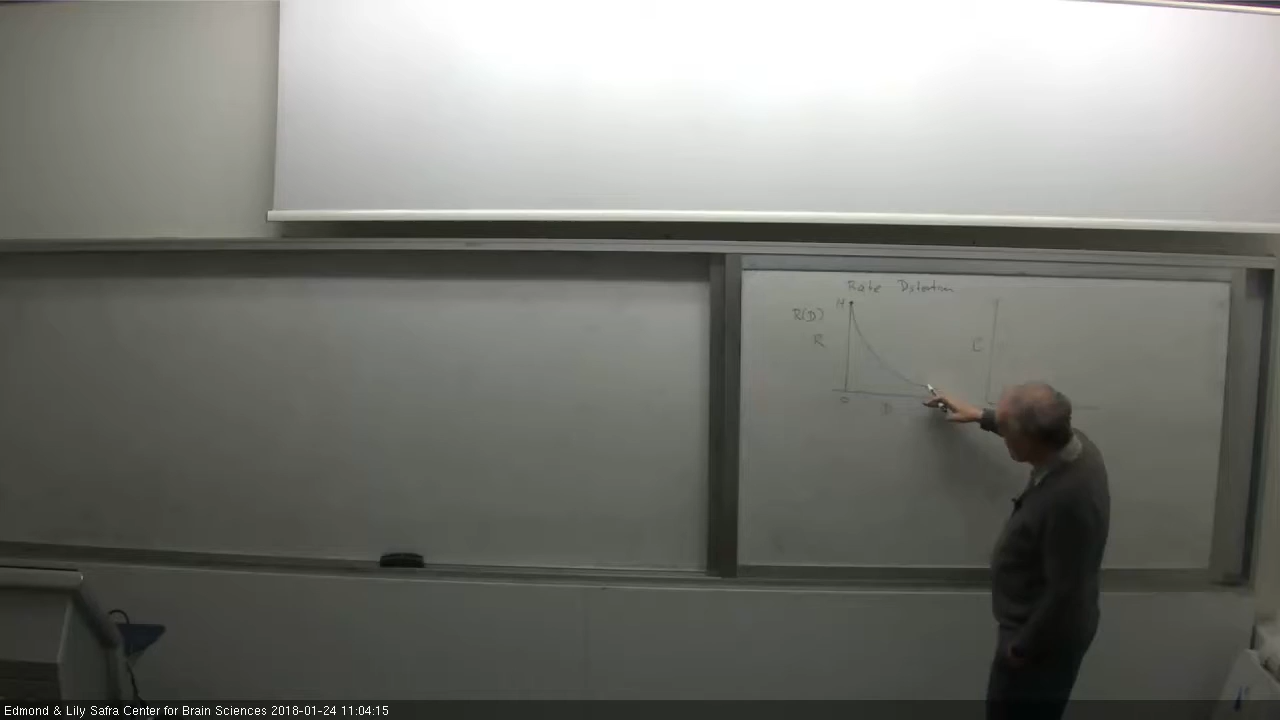 Rate Distortion
H
R(D)
R
C
0
D
Edmond & Lily Safra Center for Brain Sciences 2018-01-24 11:04:15